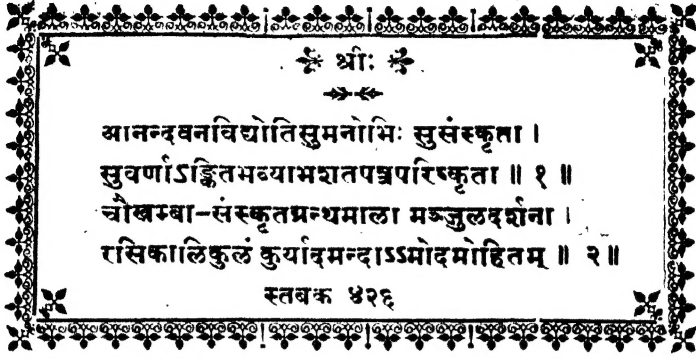 श्रीः
आनन्दवनविद्योतिसुमनोभिः सुसंस्कृता ।
सुवर्णाऽङ्कितभव्याभशतपत्रपरिष्कृता ॥ १ ॥
चौखम्बा-संस्कृतग्रन्थमाला मञ्जुलदर्शना ।
रसिकालिकुलं कुर्यादमन्दाऽऽमोदमोहितम् ॥ २॥
स्तबक ४२६